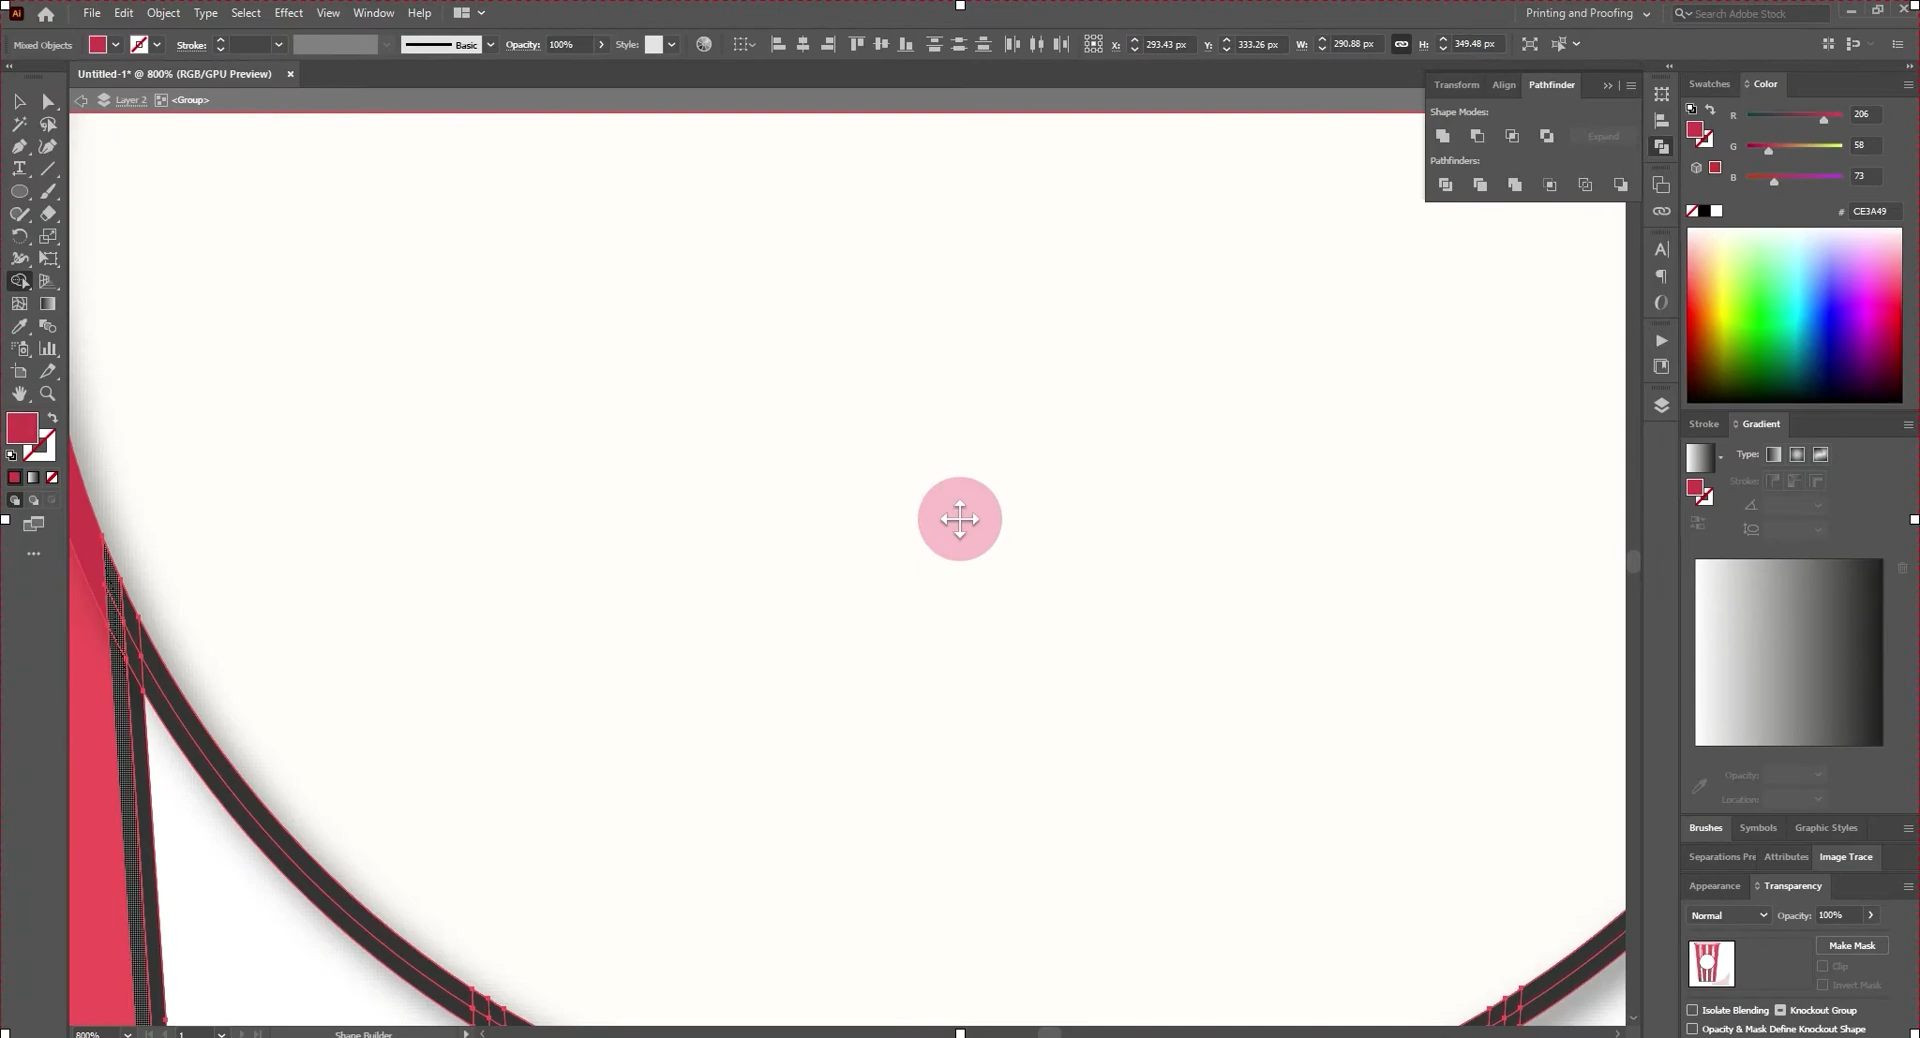 Ai File Edit Object Type Select Effect View Window Help Printing and Proofing Search Adobe Stock
Mixed Objects Stroke: Basic Opacity: 100% Style: X: 293.43 px Y: 333.26 px W: 290.88 px H: 349.48 px
Untitled-1* @ 800% (RGB/GPU Preview) ×
Layer 2 <Group>
Transform Align Pathfinder
Shape Modes:
Expand
Pathfinders:
Swatches Color
R 206
G 58
B 73
# CE3A49
Stroke Gradient
Type:
Stroke:
Opacity:
Location:
Brushes Symbols Graphic Styles
Separations Pre Attributes Image Trace
Appearance Transparency
Normal Opacity: 100%
Make Mask
Clip
Invert Mask
Isolate Blending Knockout Group
Opacity & Mask Define Knockout Shape
800% 1 Shape Builder